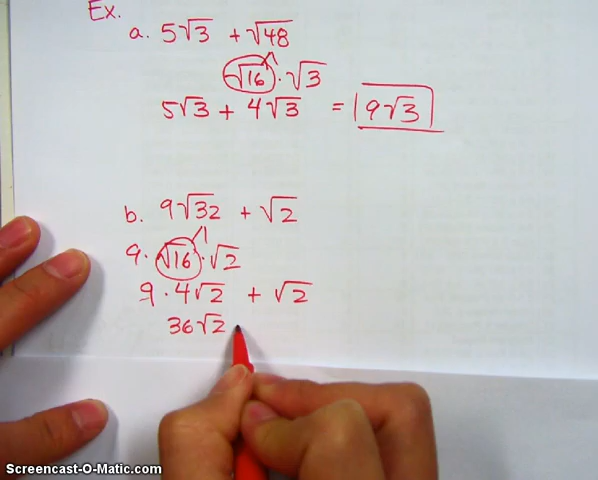 Ex.
a. 5√3 + √48
√16 · √3
5√3 + 4√3 = 9√3
b. 9√32 + √2
9 · √16 · √2
9 · 4√2 + √2
36√2
Screencast-O-Matic.com